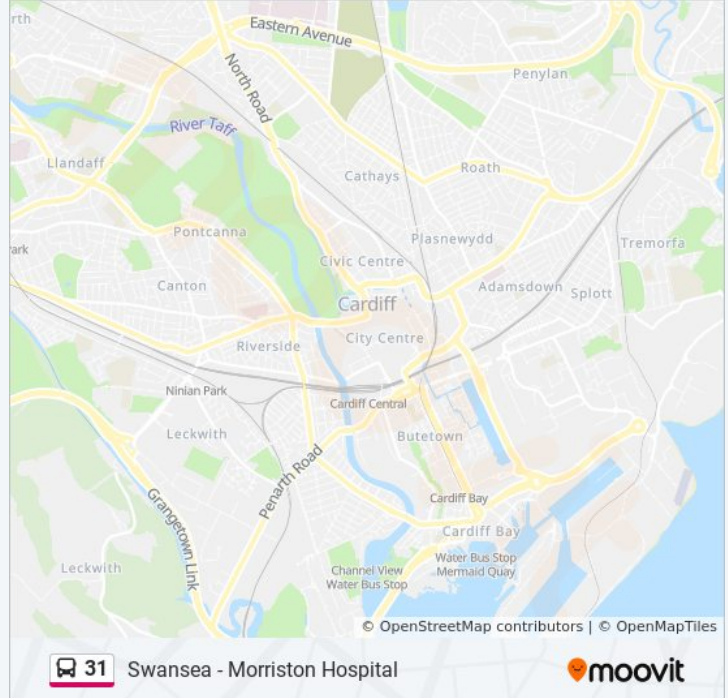 rth
Eastern Avenue
North Road
Penylan
River Taff
Llandaff
Cathays
Roath
Pontcanna
Plasnewydd
ark
Tremorfa
Civic Centre
Canton
Adamsdown
Splott
Cardiff
City Centre
Riverside
Ninian Park
Cardiff Central
Leckwith
Butetown
Penarth Road
Grangetown Link
Cardiff Bay
Cardiff Bay
Water Bus Stop
Mermaid Quay
Leckwith
Channel View
Water Bus Stop
© OpenStreetMap contributors | © OpenMapTiles
31 Swansea - Morriston Hospital
moovit